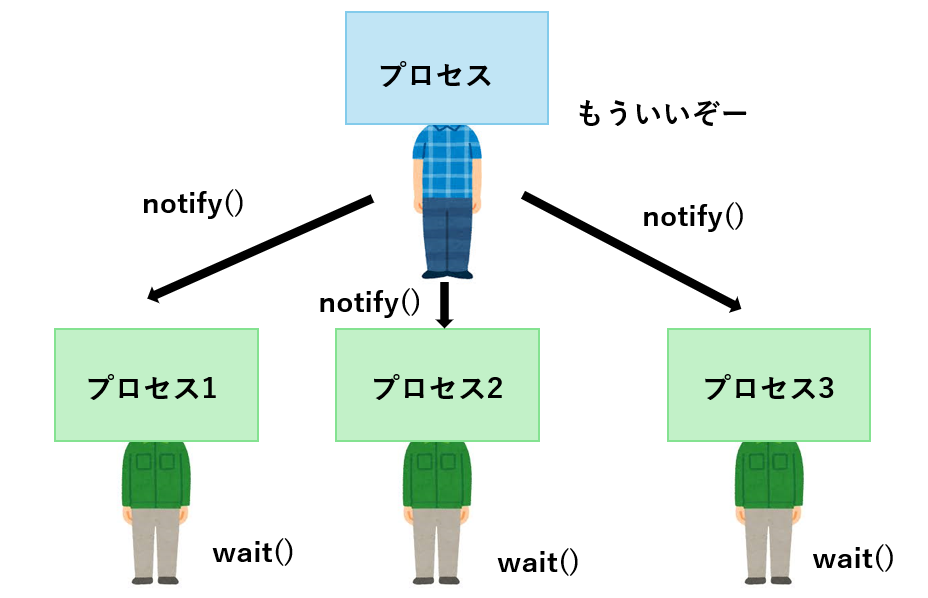 プロセス
もういいぞー
notify()
notify()
notify()
プロセス1
プロセス2
プロセス3
wait()
wait()
wait()